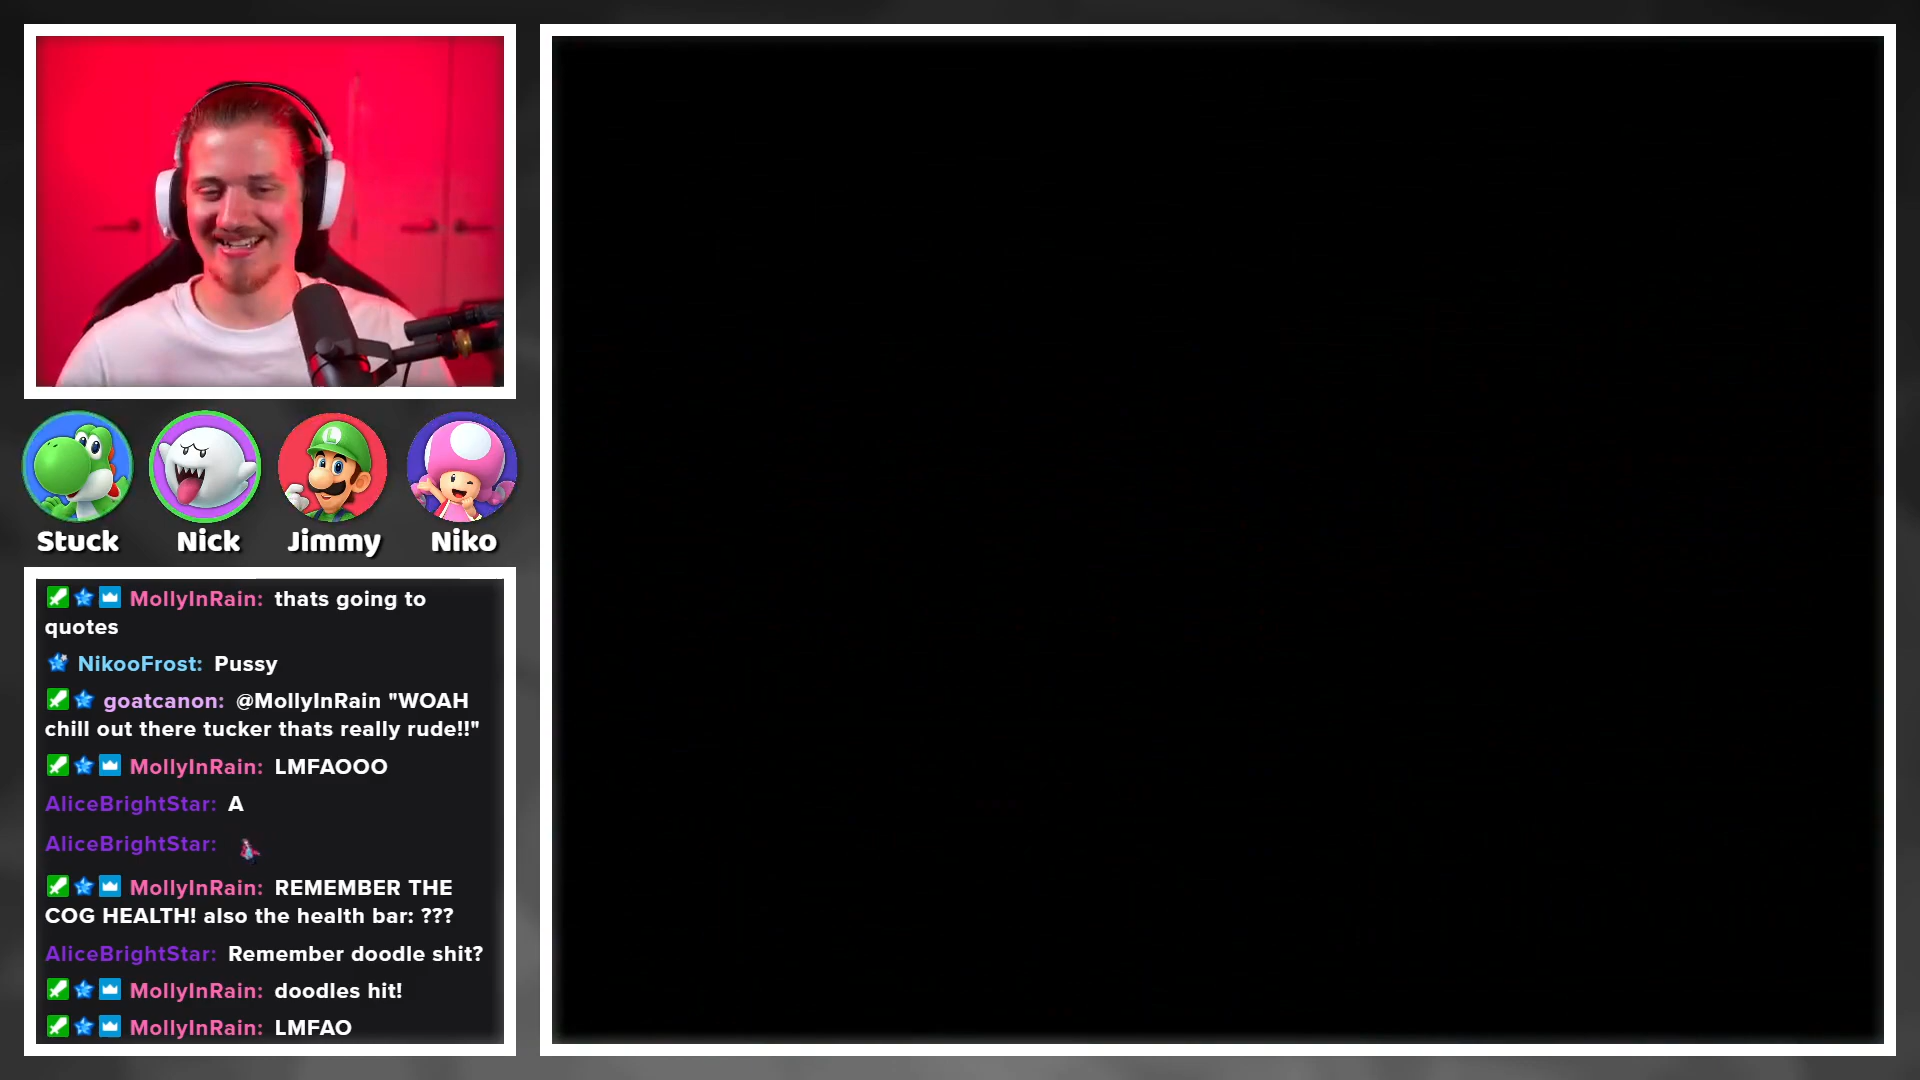 Stuck Nick Jimmy Niko
MollyInRain: thats going to
quotes
NikooFrost: Pussy
goatcanon: @MollyInRain "WOAH
chill out there tucker thats really rude!!"
MollyInRain: LMFAOOO
AliceBrightStar: A
AliceBrightStar:
MollyInRain: REMEMBER THE
COG HEALTH! also the health bar: ???
AliceBrightStar: Remember doodle shit?
MollyInRain: doodles hit!
MollyInRain: LMFAO